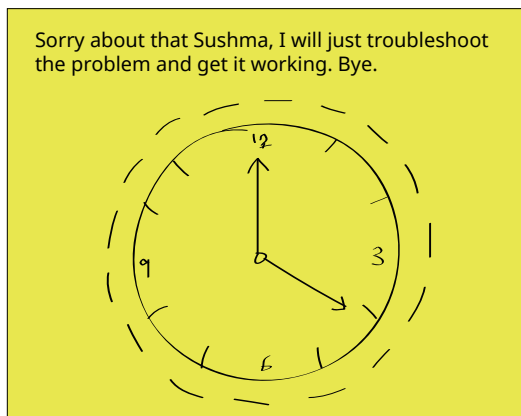 Sorry about that Sushma, I will just troubleshoot
the problem and get it working. Bye.
12
9 3
6